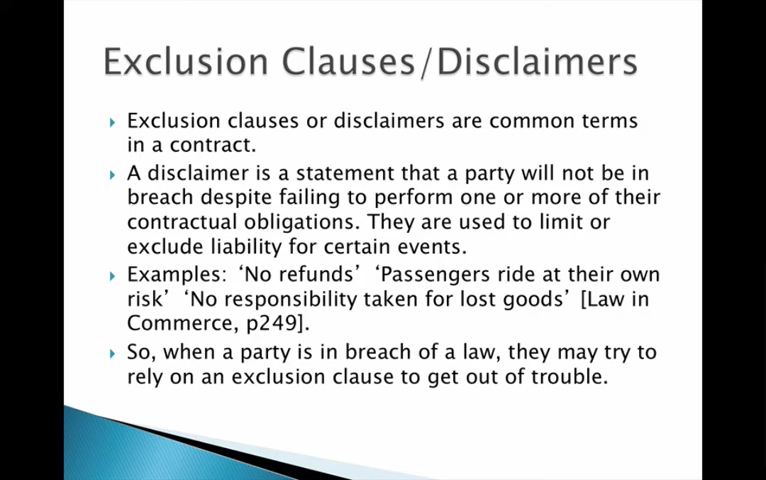 Exclusion Clauses/Disclaimers
Exclusion clauses or disclaimers are common terms
in a contract.
A disclaimer is a statement that a party will not be in
breach despite failing to perform one or more of their
contractual obligations. They are used to limit or
exclude liability for certain events.
Examples: ‘No refunds’ ‘Passengers ride at their own
risk’ ‘No responsibility taken for lost goods’ [Law in
Commerce, p249].
So, when a party is in breach of a law, they may try to
rely on an exclusion clause to get out of trouble.